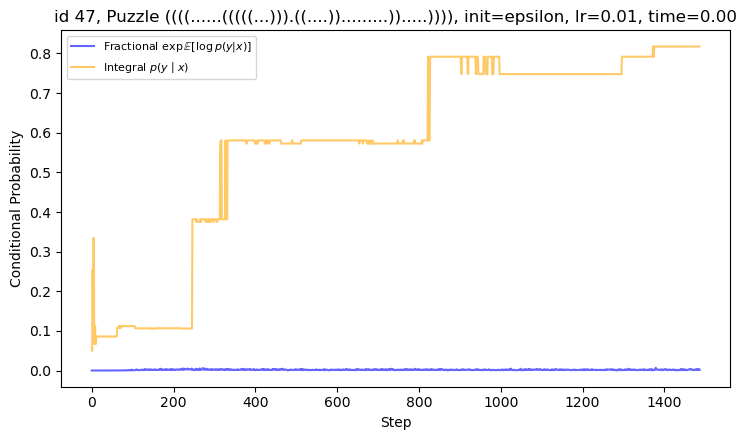 id 47, Puzzle ((((......(((((...))).((....)).........)).....)))), init=epsilon, lr=0.01, time=0.00
Fractional exp𝔼[log p(y|x)]
Integral p(y | x)
Conditional Probability
0.8
0.7
0.6
0.5
0.4
0.3
0.2
0.1
0.0
0 200 400 600 800 1000 1200 1400
Step